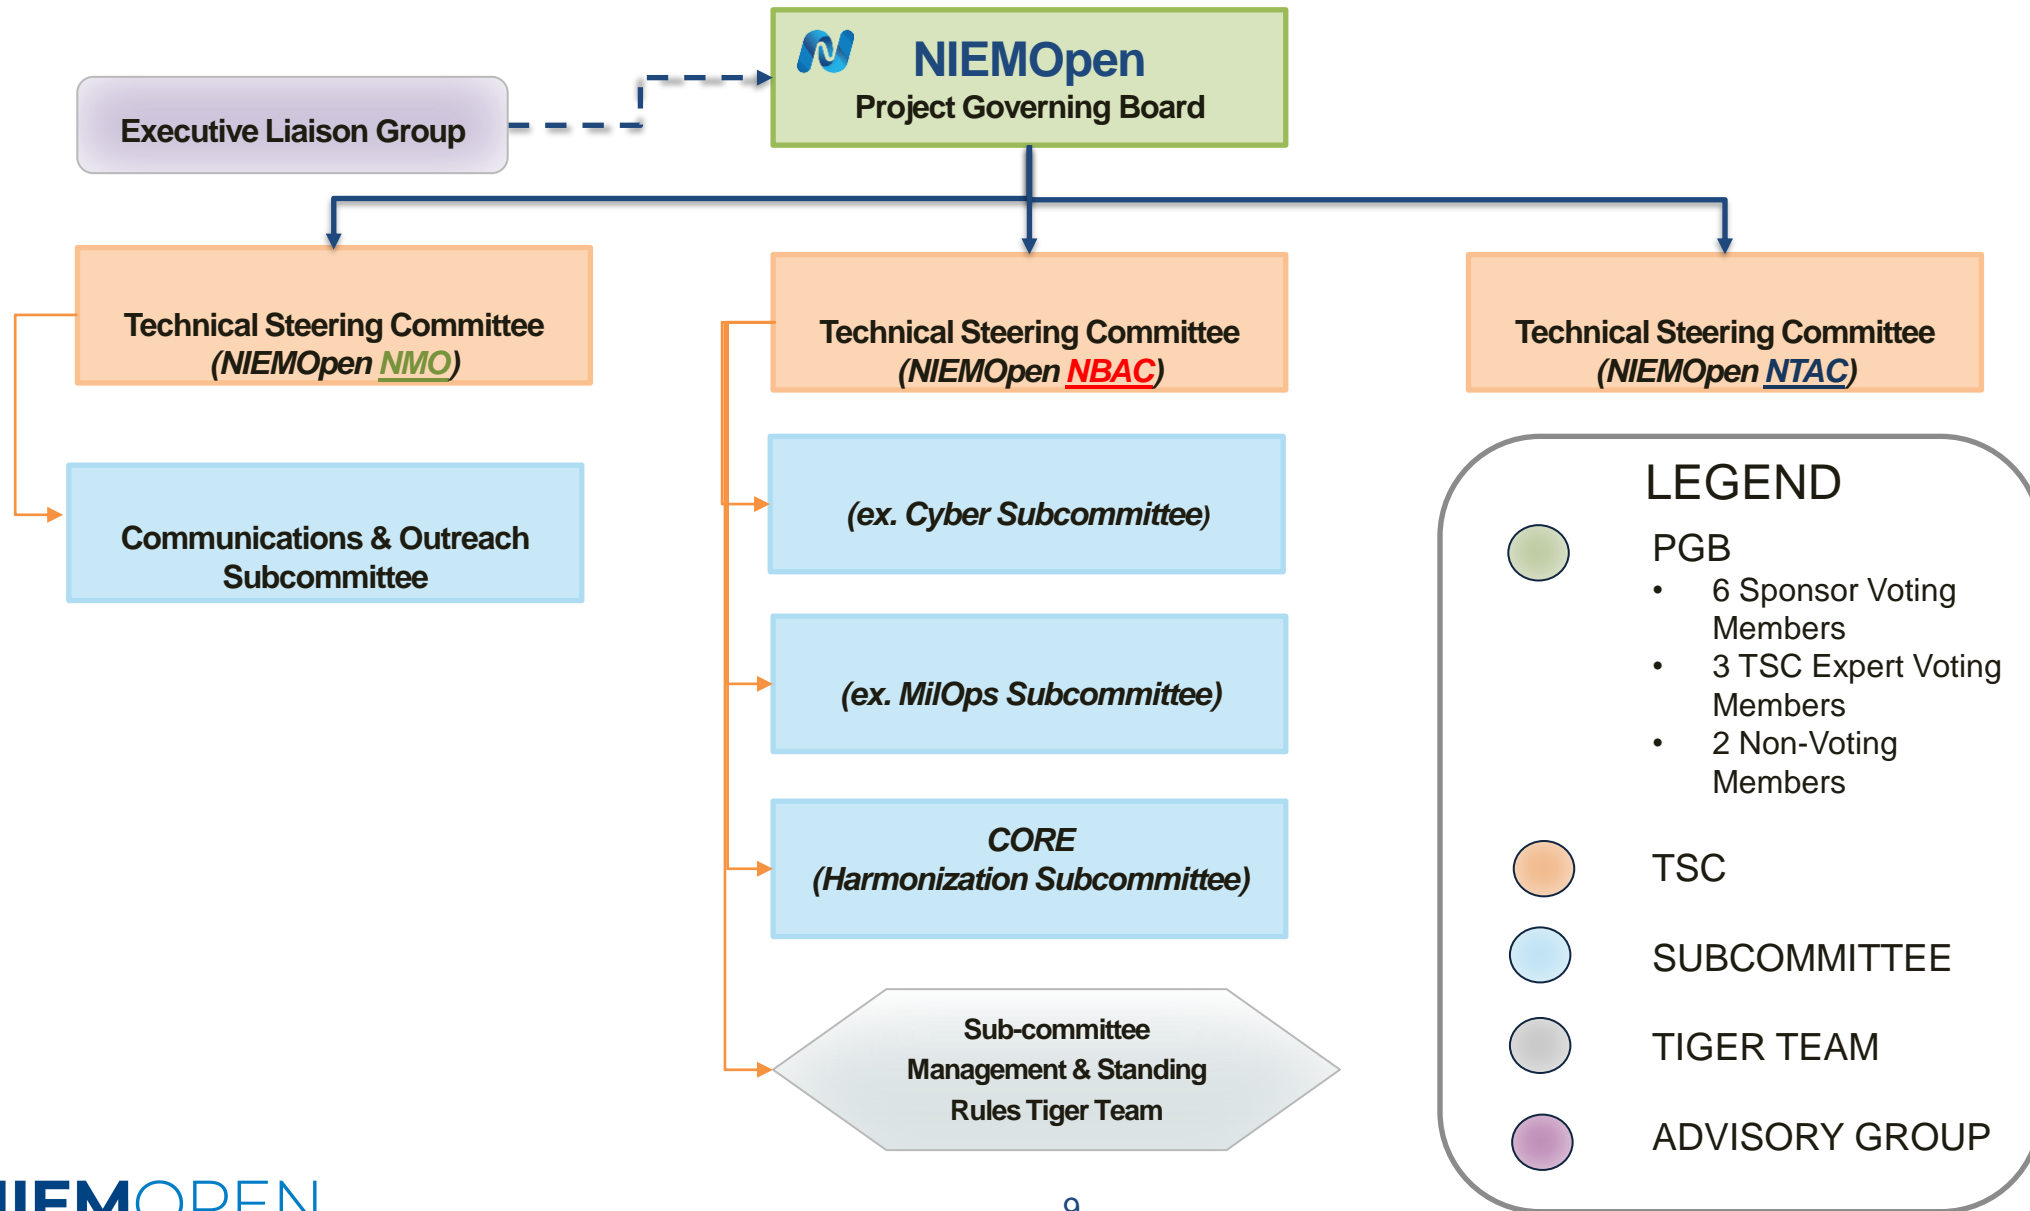 NIEMOpen
Project Governing Board
Executive Liaison Group
Technical Steering Committee
(NIEMOpen NMO)
Technical Steering Committee
(NIEMOpen NBAC)
Technical Steering Committee
(NIEMOpen NTAC)
Communications & Outreach
Subcommittee
(ex. Cyber Subcommittee)
(ex. MilOps Subcommittee)
CORE
(Harmonization Subcommittee)
Sub-committee
Management & Standing
Rules Tiger Team
LEGEND
PGB
• 6 Sponsor Voting
Members
• 3 TSC Expert Voting
Members
• 2 Non-Voting
Members
TSC
SUBCOMMITTEE
TIGER TEAM
ADVISORY GROUP
NIEMOPEN
9